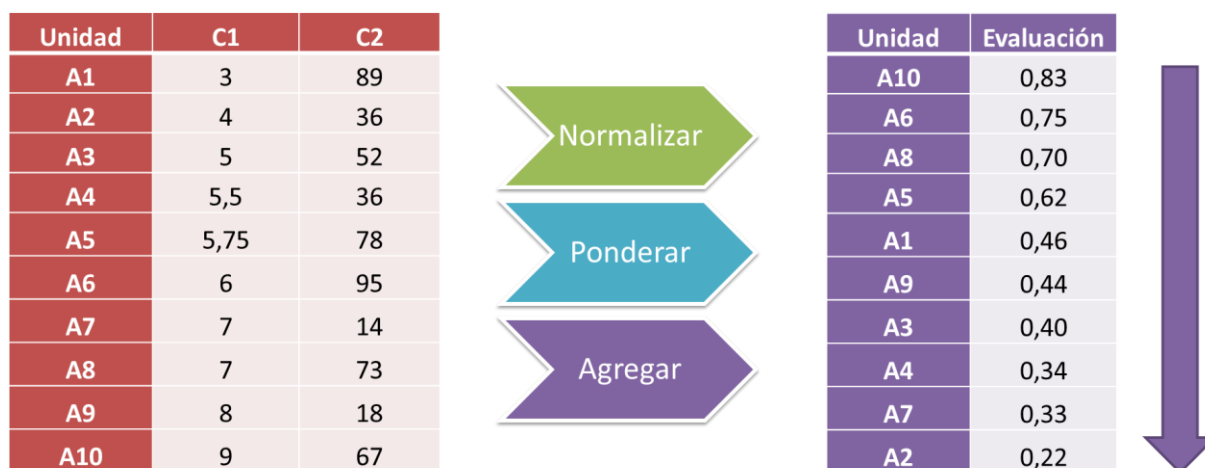 Unidad C1 C2
A1 3 89
A2 4 36
A3 5 52
A4 5,5 36
A5 5,75 78
A6 6 95
A7 7 14
A8 7 73
A9 8 18
A10 9 67
Normalizar
Ponderar
Agregar
Unidad Evaluación
A10 0,83
A6 0,75
A8 0,70
A5 0,62
A1 0,46
A9 0,44
A3 0,40
A4 0,34
A7 0,33
A2 0,22